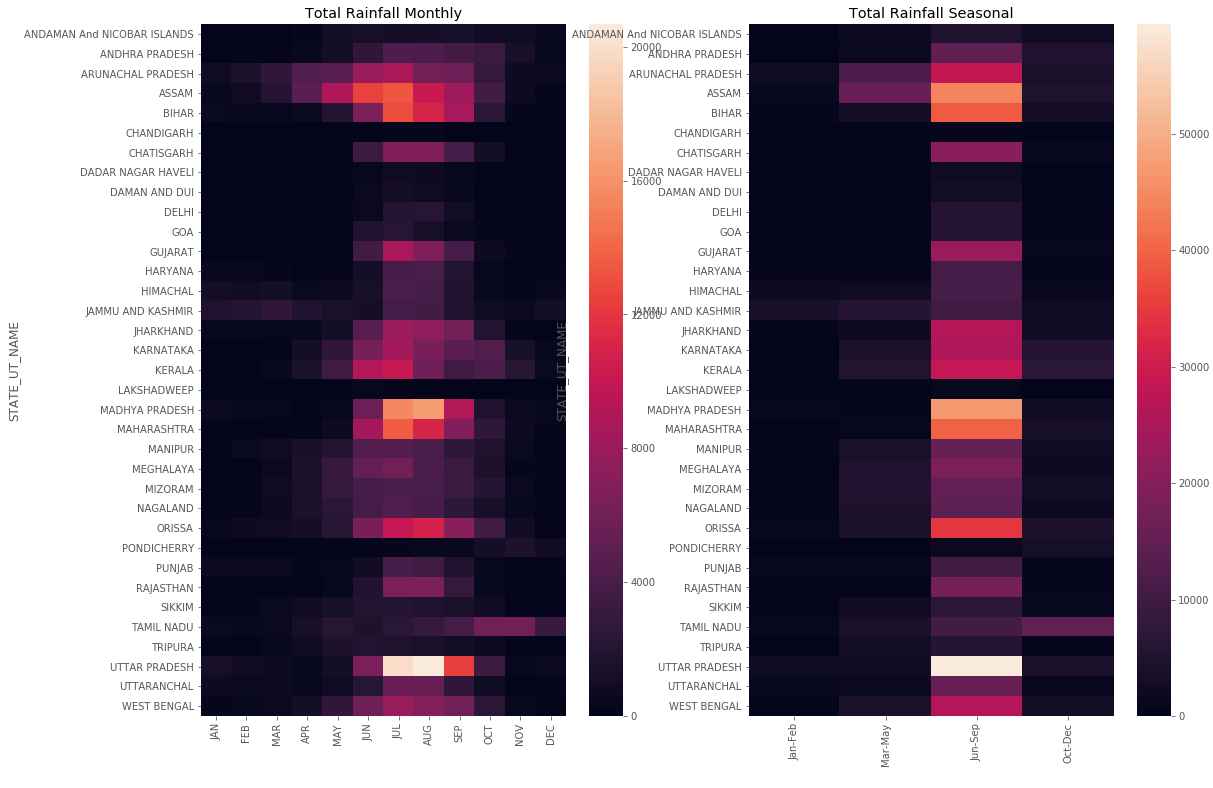 Total Rainfall Monthly
STATE_UT_NAME
ANDAMAN And NICOBAR ISLANDS
ANDHRA PRADESH
ARUNACHAL PRADESH
ASSAM
BIHAR
CHANDIGARH
CHATISGARH
DADAR NAGAR HAVELI
DAMAN AND DUI
DELHI
GOA
GUJARAT
HARYANA
HIMACHAL
JAMMU AND KASHMIR
JHARKHAND
KARNATAKA
KERALA
LAKSHADWEEP
MADHYA PRADESH
MAHARASHTRA
MANIPUR
MEGHALAYA
MIZORAM
NAGALAND
ORISSA
PONDICHERRY
PUNJAB
RAJASTHAN
SIKKIM
TAMIL NADU
TRIPURA
UTTAR PRADESH
UTTARANCHAL
WEST BENGAL
JAN
FEB
MAR
APR
MAY
JUN
JUL
AUG
SEP
OCT
NOV
DEC
20000
16000
12000
8000
4000
0
Total Rainfall Seasonal
STATE_UT_NAME
ANDAMAN And NICOBAR ISLANDS
ANDHRA PRADESH
ARUNACHAL PRADESH
ASSAM
BIHAR
CHANDIGARH
CHATISGARH
DADAR NAGAR HAVELI
DAMAN AND DUI
DELHI
GOA
GUJARAT
HARYANA
HIMACHAL
JAMMU AND KASHMIR
JHARKHAND
KARNATAKA
KERALA
LAKSHADWEEP
MADHYA PRADESH
MAHARASHTRA
MANIPUR
MEGHALAYA
MIZORAM
NAGALAND
ORISSA
PONDICHERRY
PUNJAB
RAJASTHAN
SIKKIM
TAMIL NADU
TRIPURA
UTTAR PRADESH
UTTARANCHAL
WEST BENGAL
Jan-Feb
Mar-May
Jun-Sep
Oct-Dec
50000
40000
30000
20000
10000
0